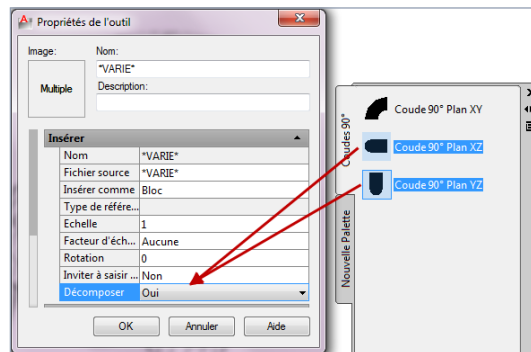 Propriétés de l'outil
Image:
Nom:
*VARIE*
Multiple
Description:
Insérer
Nom *VARIE*
Fichier source *VARIE*
Insérer comme Bloc
Type de référe...
Echelle 1
Facteur d'éch... Aucune
Rotation 0
Inviter à saisir ... Non
Décomposer Oui
OK Annuler Aide
Coudes 90°
Nouvelle Palette
Coude 90° Plan XY
Coude 90° Plan XZ
Coude 90° Plan YZ